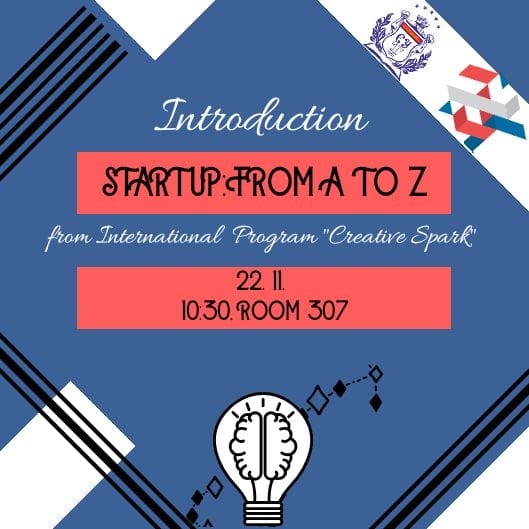 Introduction
STARTUP:FROM A TO Z
from International Program "Creative Spark"
22. 11.
10:30. ROOM 307